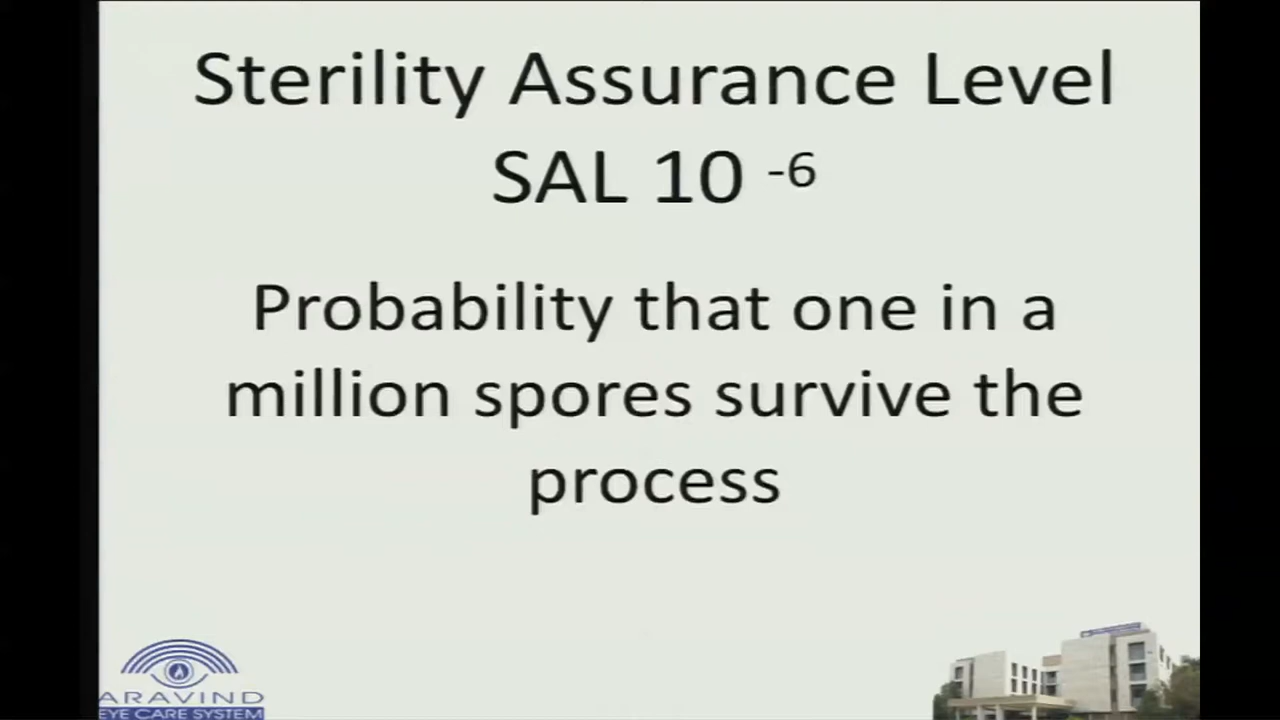 Sterility Assurance Level
SAL 10 -6
Probability that one in a
million spores survive the
process
ARAVIND
EYE CARE SYSTEM